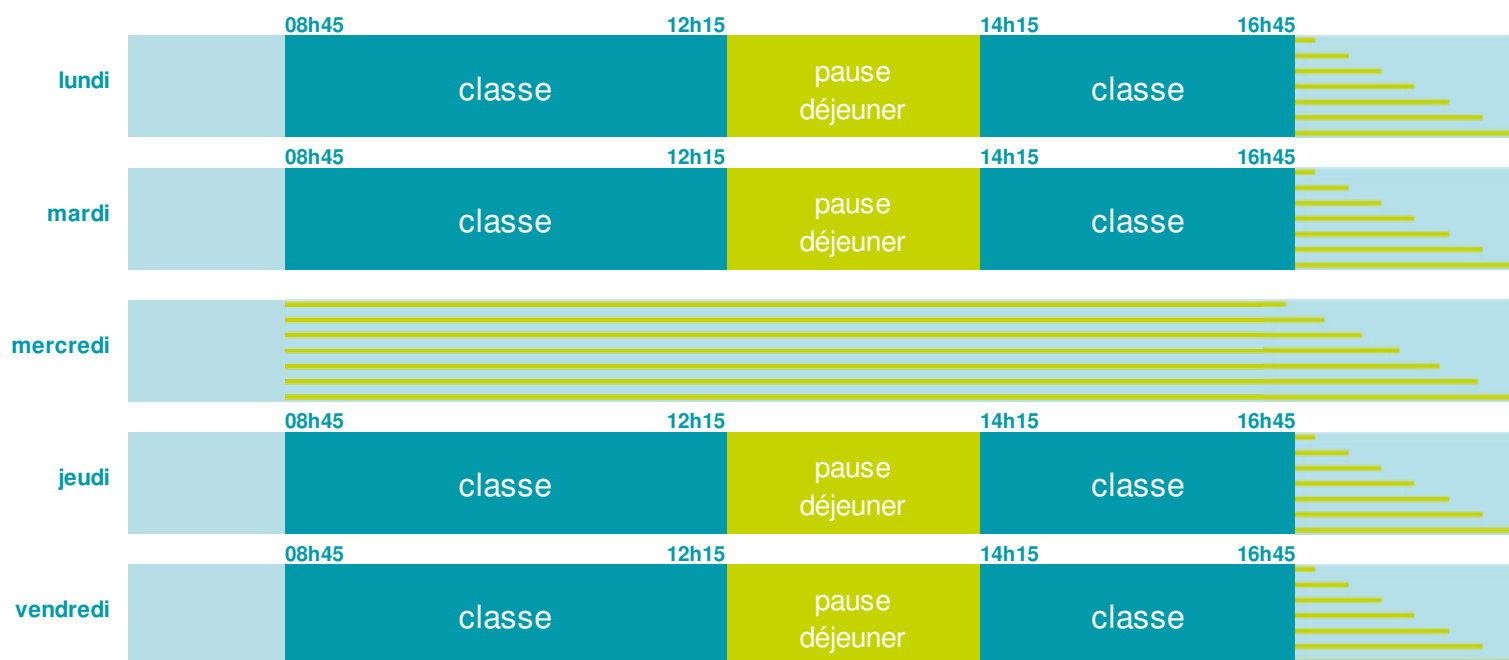 08h45 12h15 14h15 16h45
lundi classe pause déjeuner classe
08h45 12h15 14h15 16h45
mardi classe pause déjeuner classe
mercredi
08h45 12h15 14h15 16h45
jeudi classe pause déjeuner classe
08h45 12h15 14h15 16h45
vendredi classe pause déjeuner classe